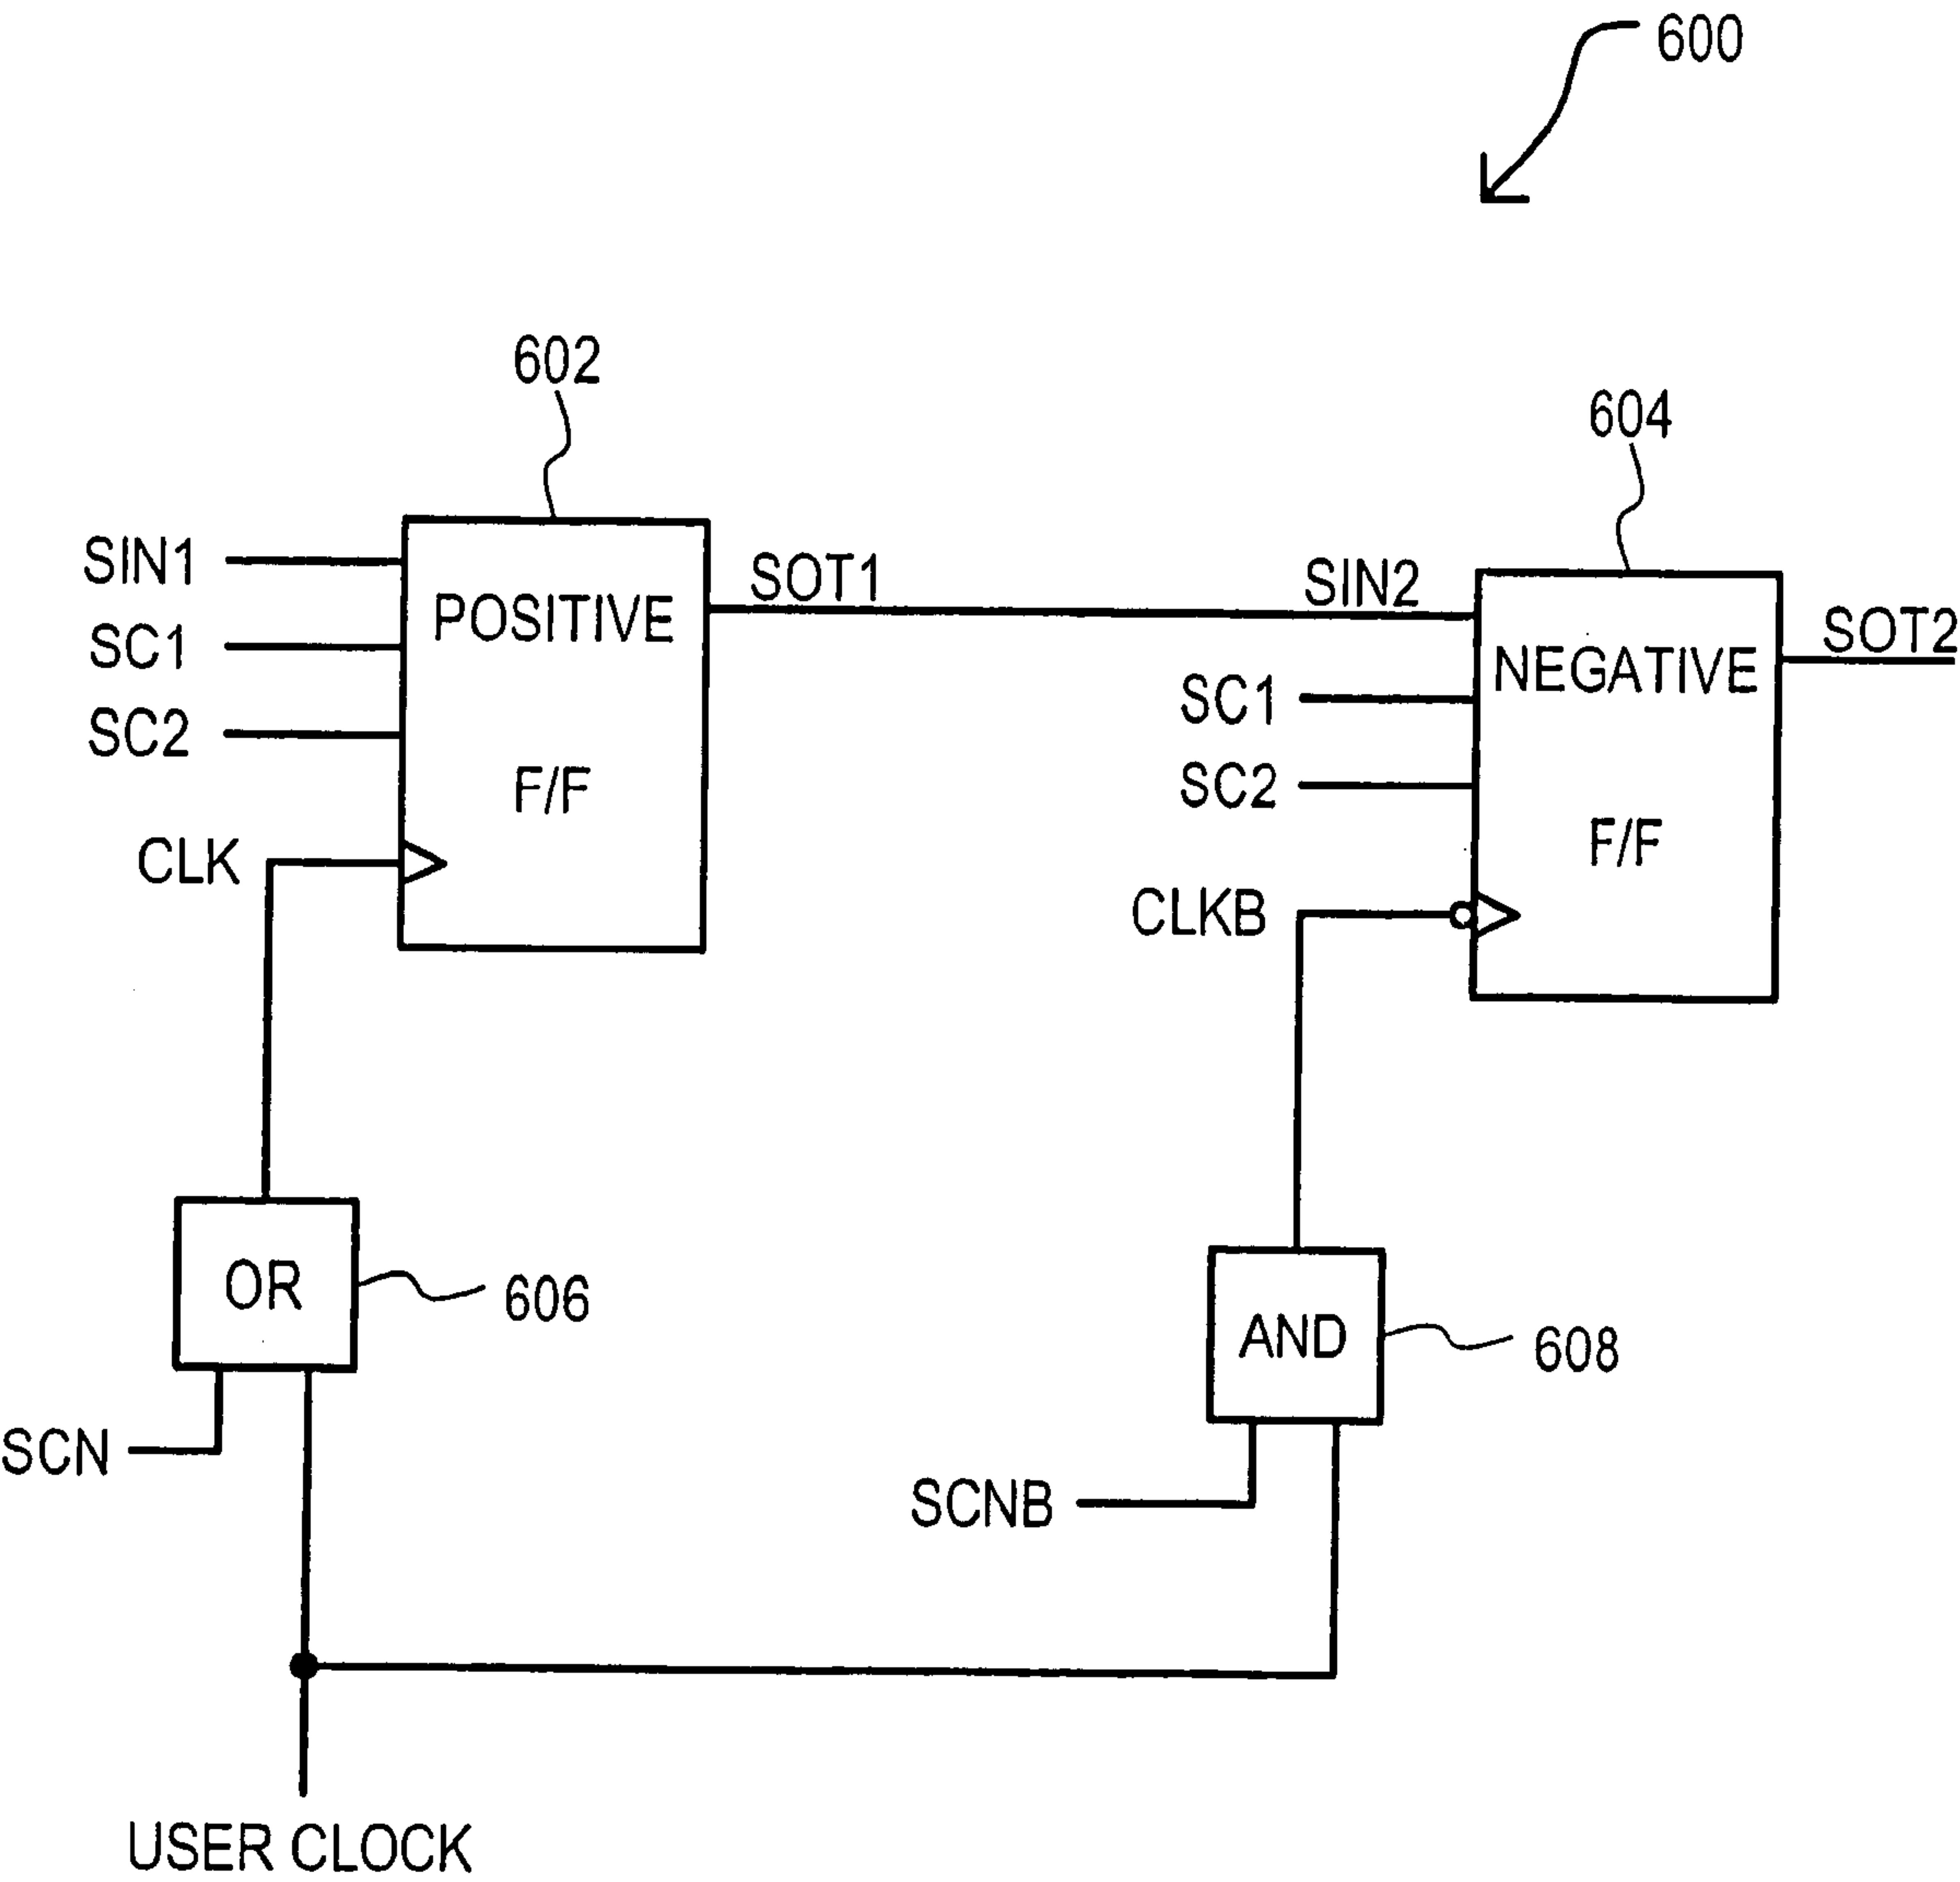 600
602
604
SIN1
SOT1
SIN2
SOT2
POSITIVE
SC1
NEGATIVE
SC1
SC2
F/F
SC2
F/F
CLK
CLKB
OR
606
AND
608
SCN
SCNB
USER CLOCK